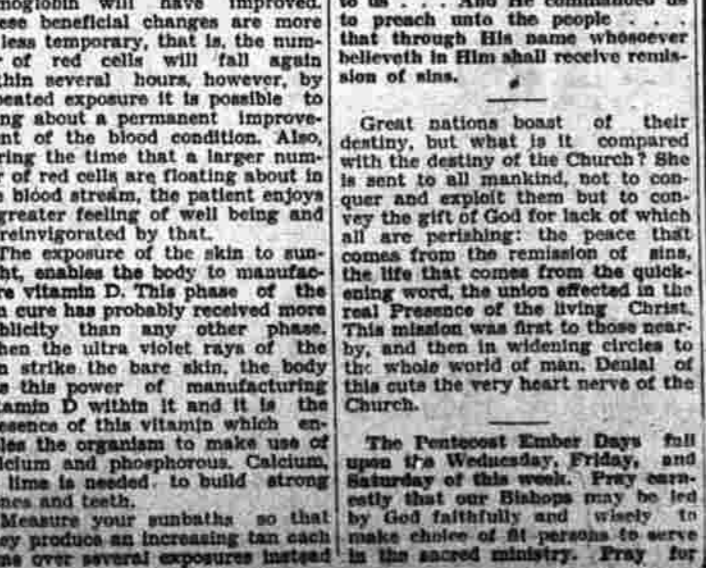 moglobin will have improved.
ese beneficial changes are more
less temporary, that is, the num-
r of red cells will fall again
thin several hours, however, by
peated exposure it is possible to
ng about a permanent improve-
nt of the blood condition. Also,
ring the time that a larger num-
r of red cells are floating about in
e blood stream, the patient enjoys
greater feeling of well being and
reinvigorated by that.
The exposure of the skin to sun-
ht, enables the body to manufac-
re vitamin D. This phase of the
n cure has probably received more
blicity than any other phase.
hen the ultra violet rays of the
n strike the bare skin, the body
s this power of manufacturing
tamin D within it and it is the
esence of this vitamin which en-
les the organism to make use of
lcium and phosphorous. Calcium,
lime is needed to build strong
nes and teeth.
Measure your sunbaths so that
ey produce an increasing tan each
me over several exposures instead
to us . . . And He commanded us
to preach unto the people . . .
that through His name whosoever
believeth in Him shall receive remis-
sion of sins.
Great nations boast of their
destiny, but what is it compared
with the destiny of the Church? She
is sent to all mankind, not to con-
quer and exploit them but to con-
vey the gift of God for lack of which
all are perishing: the peace that
comes from the remission of sins,
the life that comes from the quick-
ening word, the union effected in the
real Presence of the living Christ.
This mission was first to those near-
by, and then in widening circles to
the whole world of man. Denial of
this cuts the very heart nerve of the
Church.
The Pentecost Ember Days fall
upon the Wednesday, Friday, and
Saturday of this week. Pray earn-
estly that our Bishops may be led
by God faithfully and wisely to
make choice of fit persons to serve
in the sacred ministry. Pray for